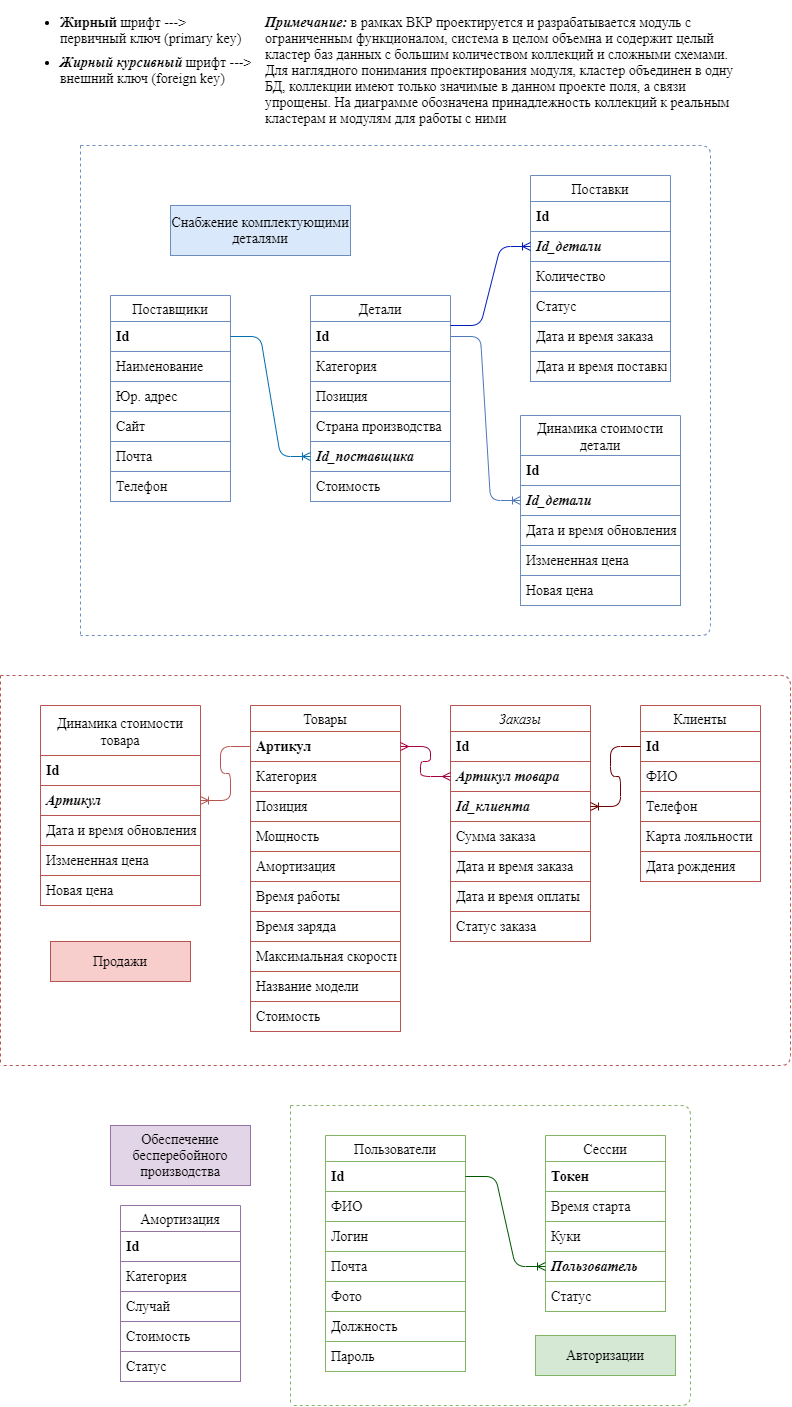 Жирный шрифт --->
первичный ключ (primary key)
Жирный курсивный шрифт --->
внешний ключ (foreign key)
Примечание: в рамках ВКР проектируется и разрабатывается модуль с
ограниченным функционалом, система в целом объемна и содержит целый
кластер баз данных с большим количеством коллекций и сложными схемами.
Для наглядного понимания проектирования модуля, кластер объединен в одну
БД, коллекции имеют только значимые в данном проекте поля, а связи
упрощены. На диаграмме обозначена принадлежность коллекций к реальным
кластерам и модулям для работы с ними
Снабжение комплектующими
деталями
Поставки
Id
Id_детали
Количество
Статус
Дата и время заказа
Дата и время поставки
Поставщики
Id
Наименование
Юр. адрес
Сайт
Почта
Телефон
Детали
Id
Категория
Позиция
Страна производства
Id_поставщика
Стоимость
Динамика стоимости
детали
Id
Id_детали
Дата и время обновления
Измененная цена
Новая цена
Динамика стоимости
товара
Id
Артикул
Дата и время обновления
Измененная цена
Новая цена
Товары
Артикул
Категория
Позиция
Мощность
Амортизация
Время работы
Время заряда
Максимальная скорость
Название модели
Стоимость
Заказы
Id
Артикул товара
Id_клиента
Сумма заказа
Дата и время заказа
Дата и время оплаты
Статус заказа
Клиенты
Id
ФИО
Телефон
Карта лояльности
Дата рождения
Продажи
Обеспечение
бесперебойного
производства
Амортизация
Id
Категория
Случай
Стоимость
Статус
Пользователи
Id
ФИО
Логин
Почта
Фото
Должность
Пароль
Сессии
Токен
Время старта
Куки
Пользователь
Статус
Авторизации